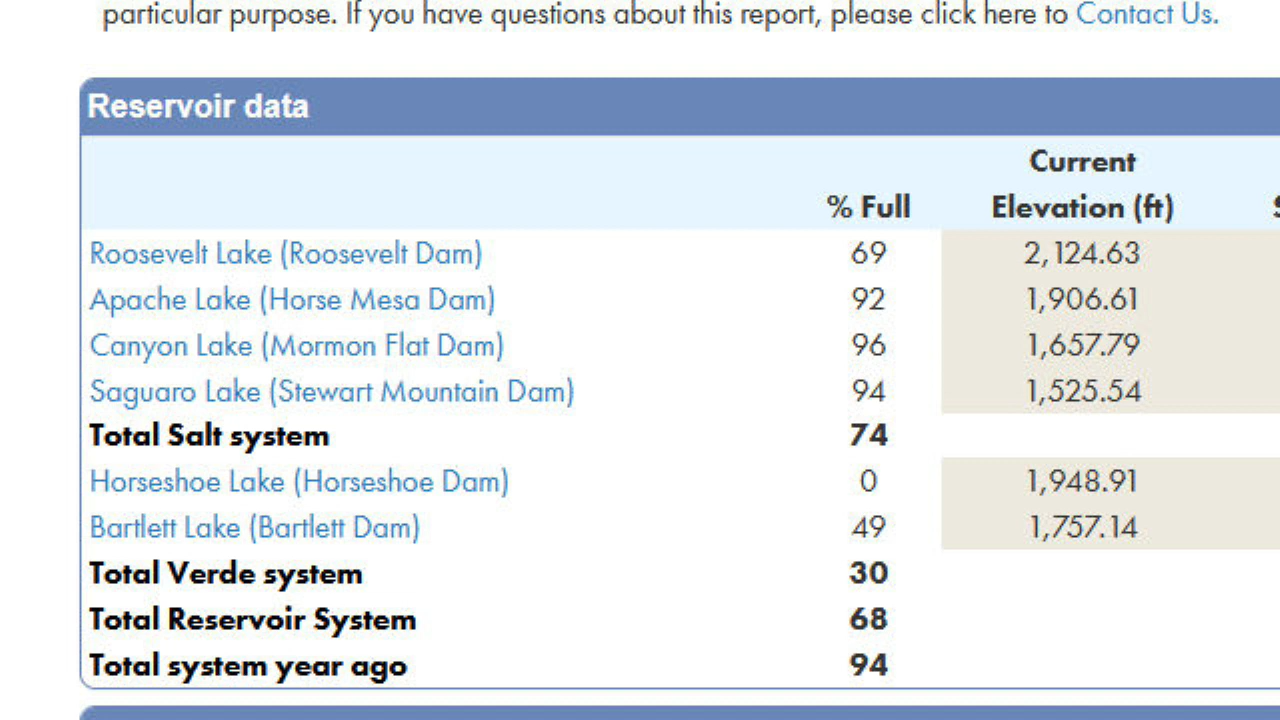 particular purpose. If you have questions about this report, please click here to Contact Us.
Reservoir data
Current
% Full Elevation (ft)
Roosevelt Lake (Roosevelt Dam) 69 2,124.63
Apache Lake (Horse Mesa Dam) 92 1,906.61
Canyon Lake (Mormon Flat Dam) 96 1,657.79
Saguaro Lake (Stewart Mountain Dam) 94 1,525.54
Total Salt system 74
Horseshoe Lake (Horseshoe Dam) 0 1,948.91
Bartlett Lake (Bartlett Dam) 49 1,757.14
Total Verde system 30
Total Reservoir System 68
Total system year ago 94